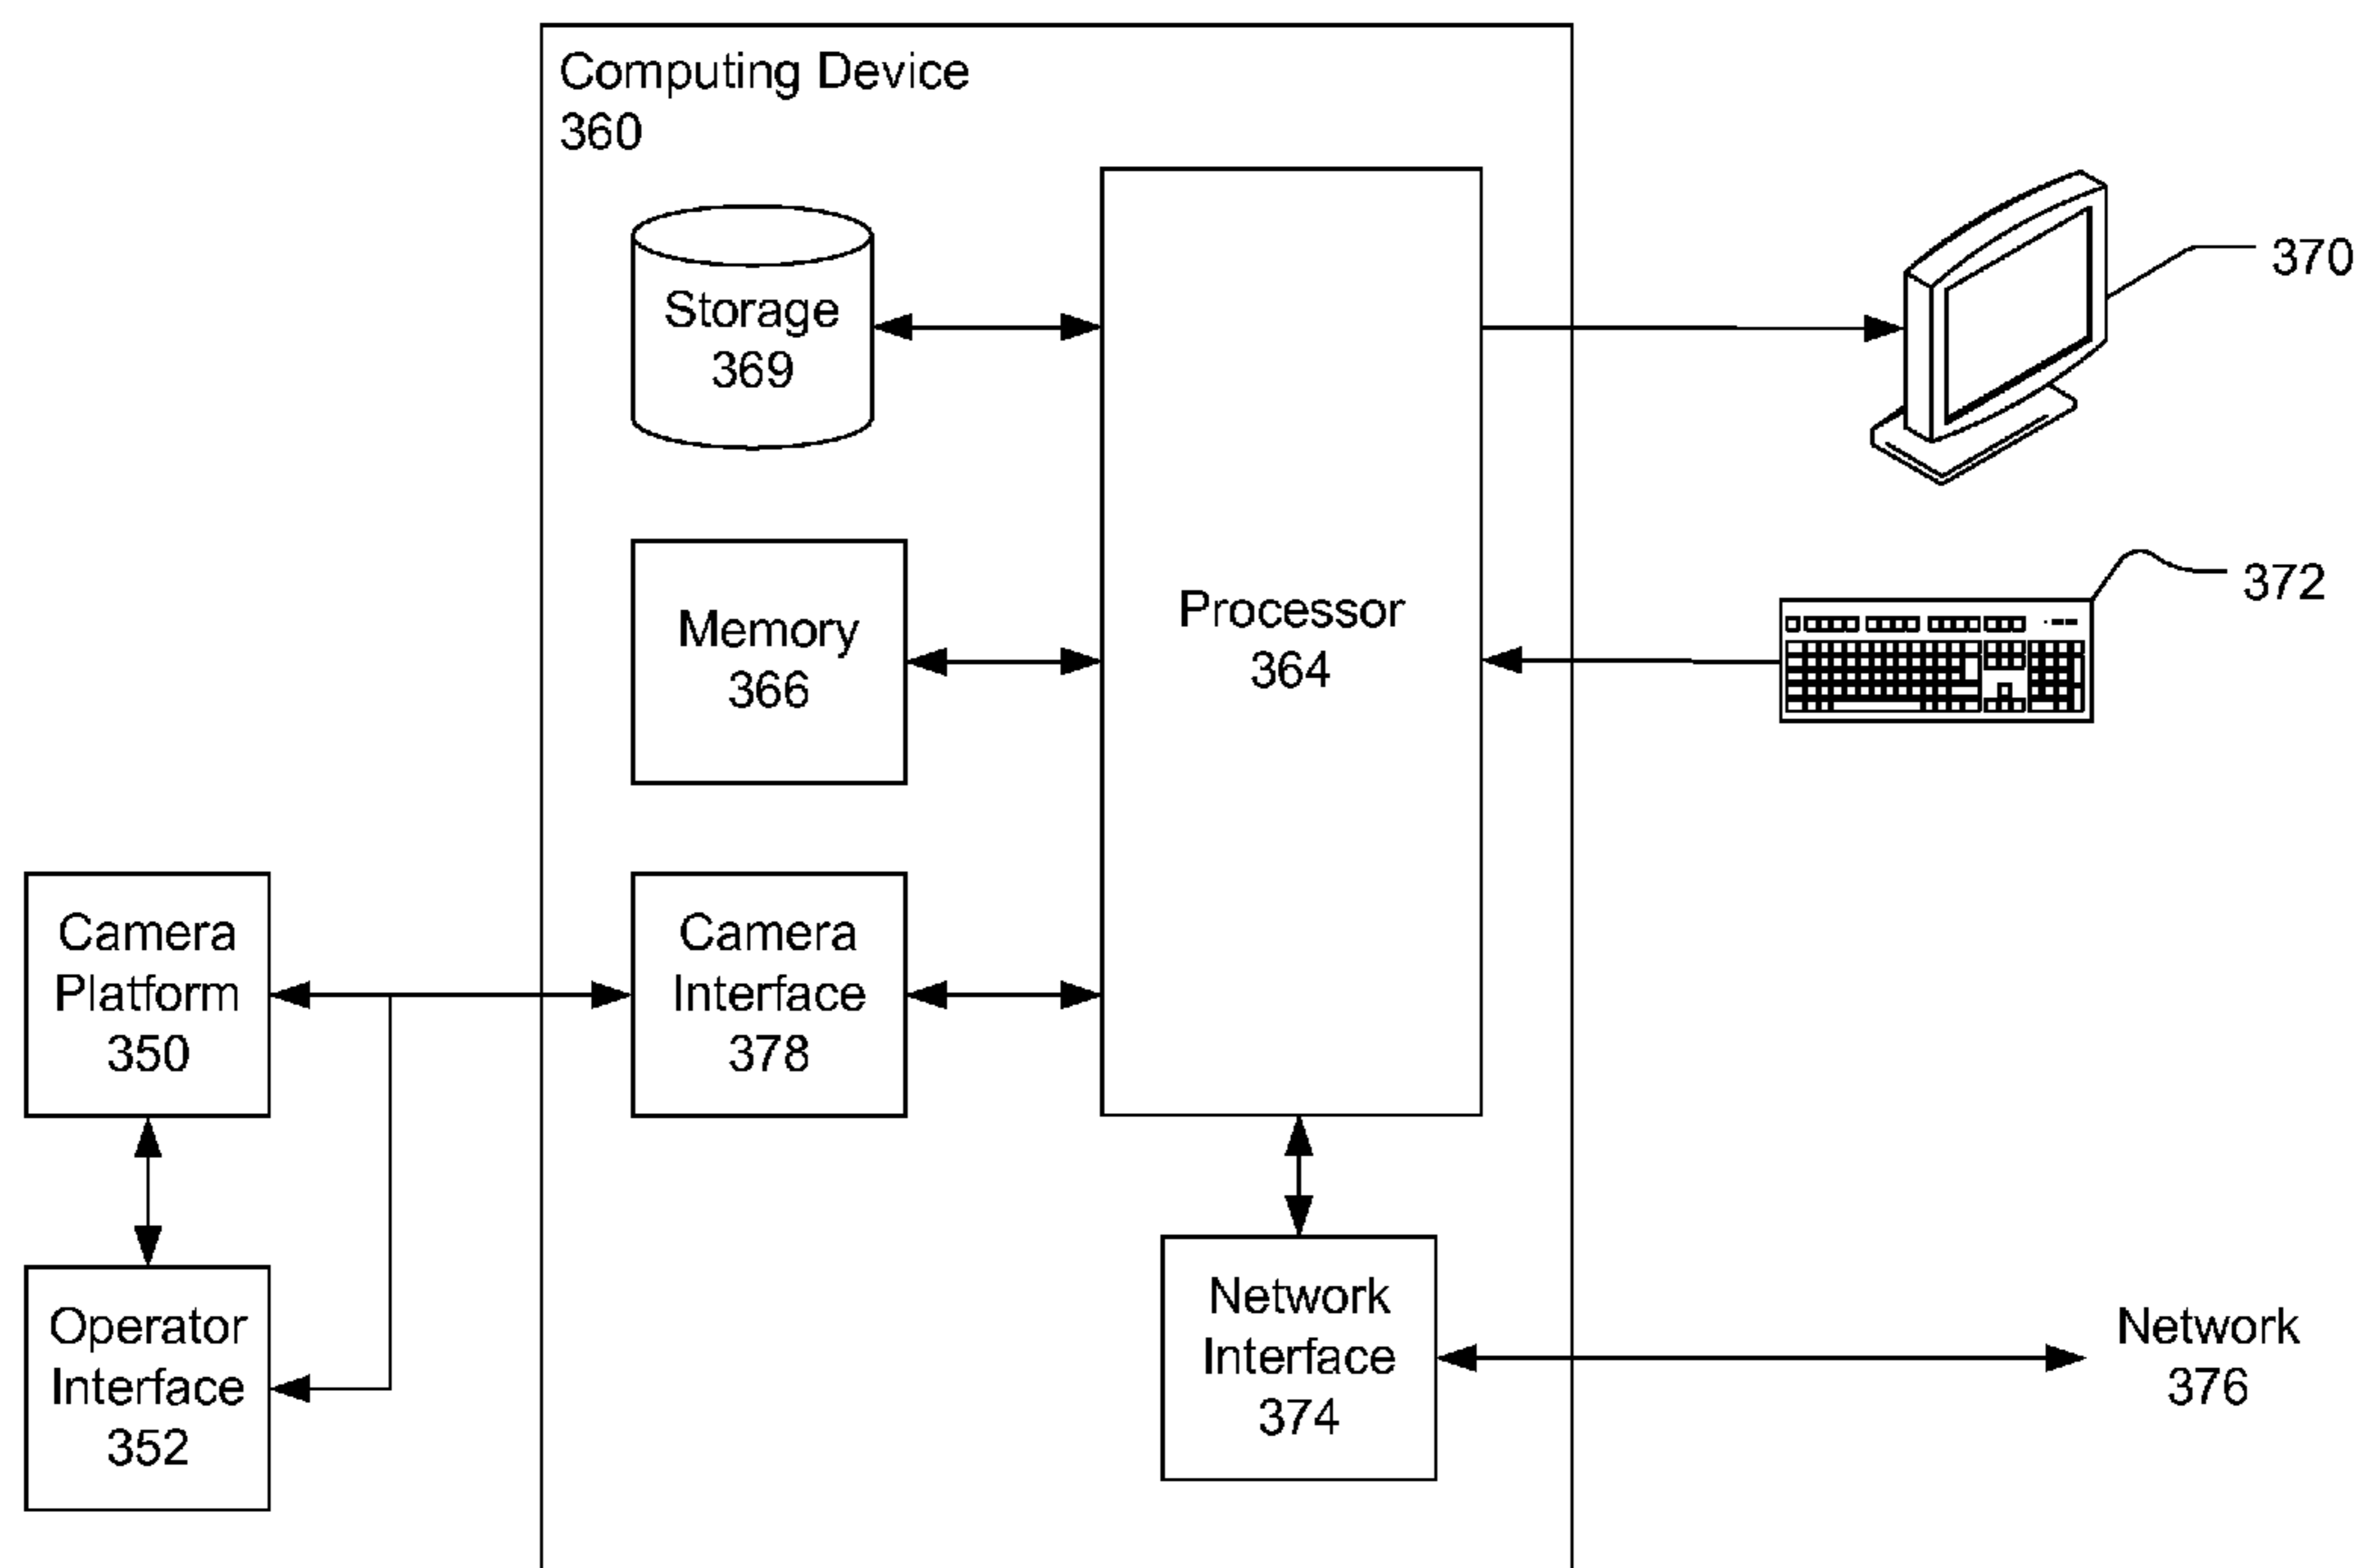 Computing Device
360
Storage
369
370
Memory
366
Processor
364
372
Camera
Platform
350
Camera
Interface
378
Operator
Interface
352
Network
Interface
374
Network
376